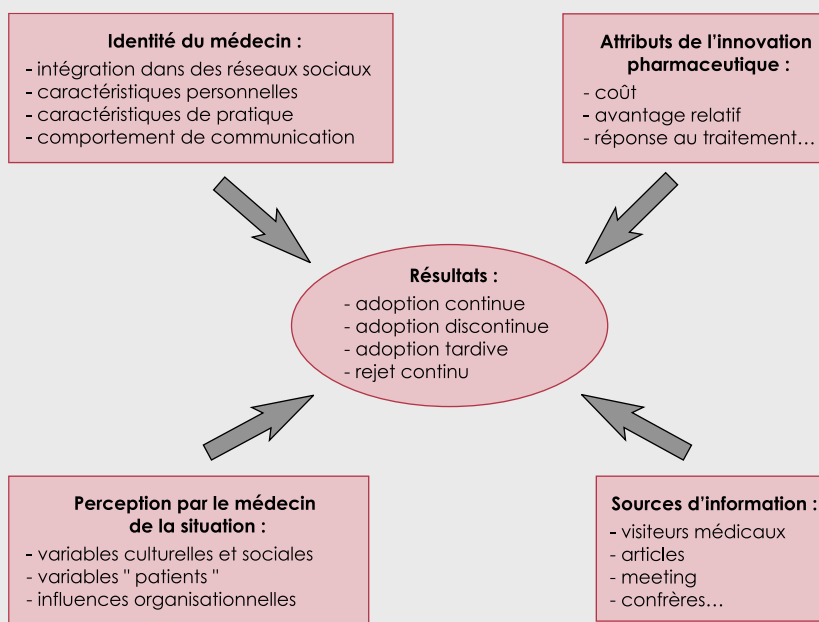 Identité du médecin :
- intégration dans des réseaux sociaux
- caractéristiques personnelles
- caractéristiques de pratique
- comportement de communication
Attributs de l’innovation
pharmaceutique :
- coût
- avantage relatif
- réponse au traitement…
Résultats :
- adoption continue
- adoption discontinue
- adoption tardive
- rejet continu
Perception par le médecin
de la situation :
- variables culturelles et sociales
- variables " patients "
- influences organisationnelles
Sources d’information :
- visiteurs médicaux
- articles
- meeting
- confrères…